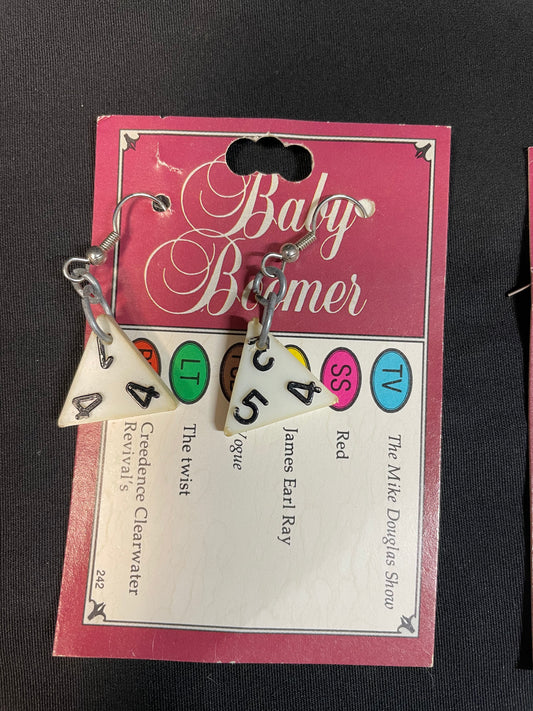 Baby
Boomer
TV
The Mike Douglas Show
SS
Red
James Earl Ray
Vogue
LT
The twist
Creedence Clearwater
Revival's
242
1
4
4
5
4